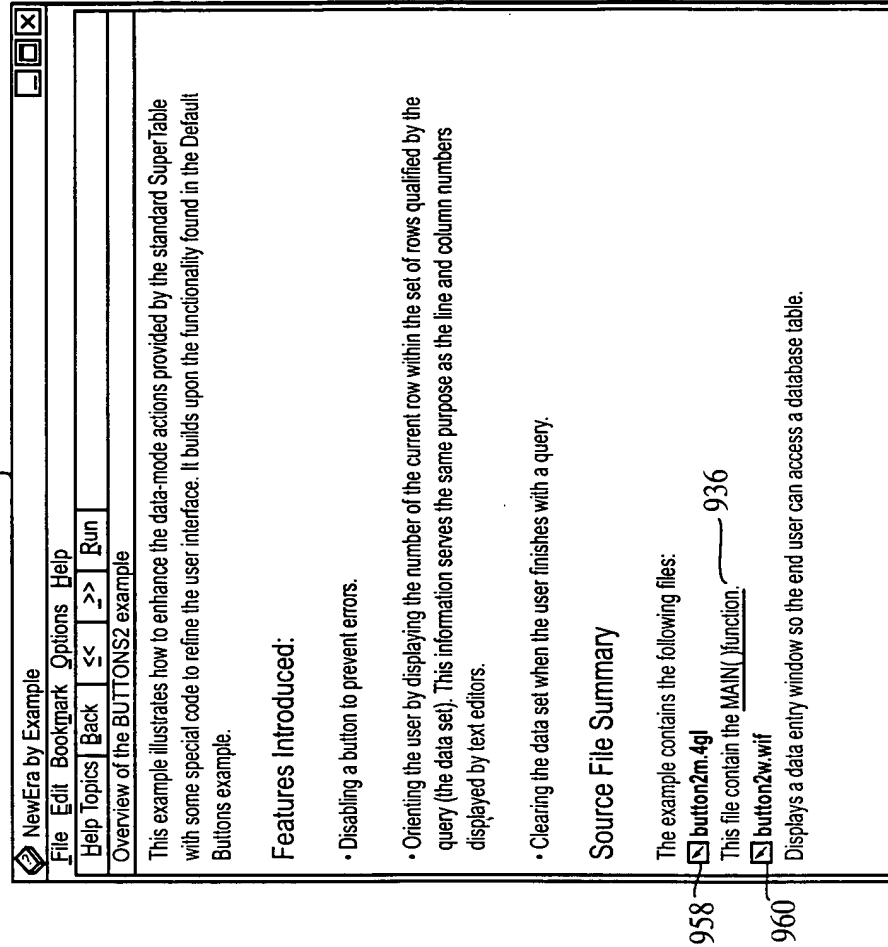 NewEra by Example
File Edit Bookmark Options Help
Help Topics Back << >> Run
Overview of the BUTTONS2 example
This example illustrates how to enhance the data-mode actions provided by the standard SuperTable
with some special code to refine the user interface. It builds upon the functionality found in the Default
Buttons example.
Features Introduced:
• Disabling a button to prevent errors.
• Orienting the user by displaying the number of the current row within the set of rows qualified by the
query (the data set). This information serves the same purpose as the line and column numbers
displayed by text editors.
• Clearing the data set when the user finishes with a query.
Source File Summary
The example contains the following files:
958 button2m.4gl
This file contain the MAIN( )function. 936
960 button2w.wif
Displays a data entry window so the end user can access a database table.